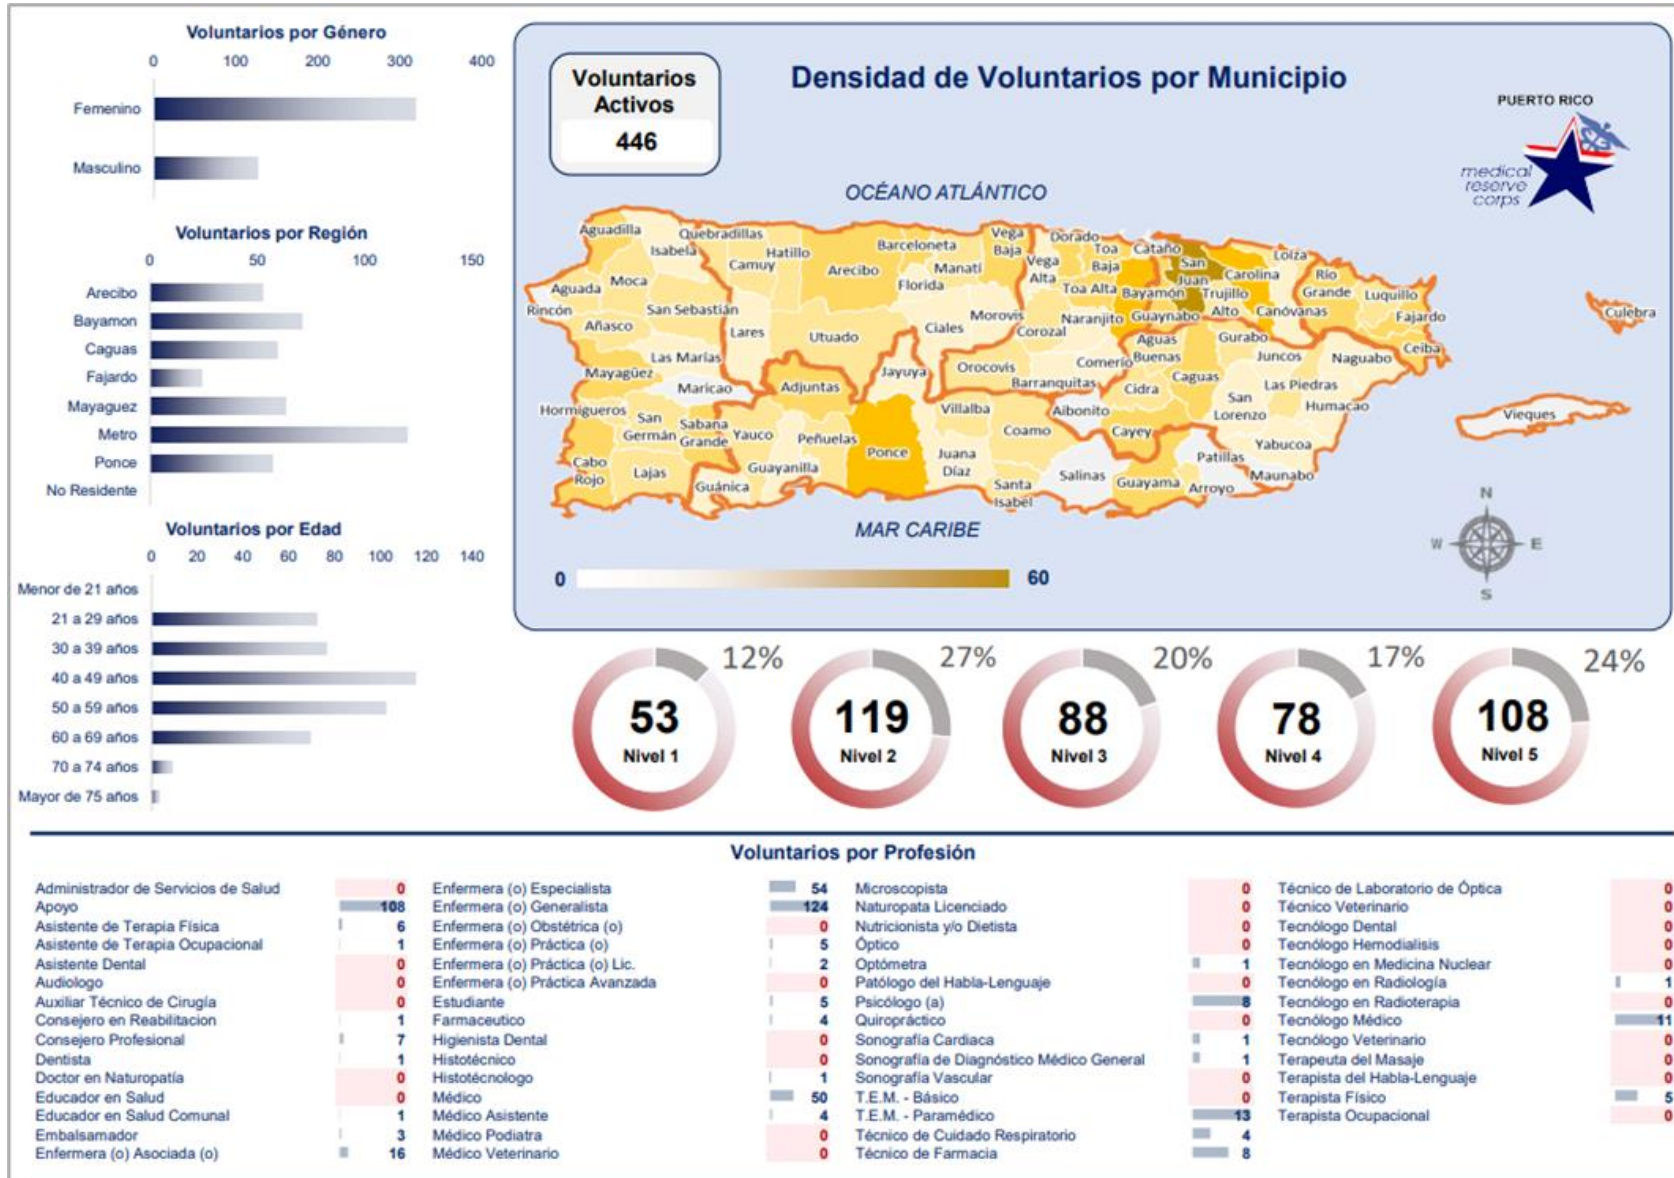 Voluntarios por Género
0 100 200 300 400
Femenino
Masculino
Voluntarios por Región
0 50 100 150
Arecibo
Bayamon
Caguas
Fajardo
Mayaguez
Metro
Ponce
No Residente
Voluntarios por Edad
0 20 40 60 80 100 120 140
Menor de 21 años
21 a 29 años
30 a 39 años
40 a 49 años
50 a 59 años
60 a 69 años
70 a 74 años
Mayor de 75 años
Voluntarios
Activos
446
Densidad de Voluntarios por Municipio
PUERTO RICO
medical
reserve
corps
OCÉANO ATLÁNTICO
Aguadilla
Isabela
Quebradillas
Camuy
Hatillo
Arecibo
Barceloneta
Manatí
Florida
Vega
Baja
Vega
Alta
Dorado
Toa
Baja
Toa Alta
Cataño
Bayamón
San
Juan
Guaynabo
Trujillo
Alto
Carolina
Loíza
Canóvanas
Río
Grande
Luquillo
Fajardo
Ceiba
Culebra
Aguada
Moca
Rincón
Añasco
San Sebastián
Lares
Utuado
Ciales
Morovis
Corozal
Naranjito
Las Marías
Mayagüez
Maricao
Adjuntas
Jayuya
Orocovis
Barranquitas
Comerío
Aguas
Buenas
Cidra
Caguas
Gurabo
Juncos
Las Piedras
Naguabo
San
Lorenzo
Humacao
Vieques
Hormigueros
San
Germán
Sabana
Grande
Yauco
Peñuelas
Ponce
Villalba
Juana
Díaz
Coamo
Aibonito
Cayey
Yabucoa
Patillas
Maunabo
Arroyo
Guayama
Salinas
Santa
Isabel
Guayanilla
Guánica
Lajas
Cabo
Rojo
MAR CARIBE
N
W E
S
0 60
12%
53
Nivel 1
27%
119
Nivel 2
20%
88
Nivel 3
17%
78
Nivel 4
24%
108
Nivel 5
Voluntarios por Profesión
Administrador de Servicios de Salud 0
Apoyo 108
Asistente de Terapia Física 6
Asistente de Terapia Ocupacional 1
Asistente Dental 0
Audiologo 0
Auxiliar Técnico de Cirugía 0
Consejero en Reabilitacion 1
Consejero Profesional 7
Dentista 1
Doctor en Naturopatía 0
Educador en Salud 0
Educador en Salud Comunal 1
Embalsamador 3
Enfermera (o) Asociada (o) 16
Enfermera (o) Especialista 54
Enfermera (o) Generalista 124
Enfermera (o) Obstétrica (o) 0
Enfermera (o) Práctica (o) 5
Enfermera (o) Práctica (o) Lic. 2
Enfermera (o) Práctica Avanzada 0
Estudiante 5
Farmaceutico 4
Higienista Dental 0
Histotécnico 0
Histotécnologo 1
Médico 50
Médico Asistente 4
Médico Podiatra 0
Médico Veterinario 0
Microscopista 0
Naturopata Licenciado 0
Nutricionista y/o Dietista 0
Óptico 0
Optómetra 1
Patólogo del Habla-Lenguaje 0
Psicólogo (a) 8
Quiropráctico 0
Sonografía Cardiaca 1
Sonografía de Diagnóstico Médico General 1
Sonografía Vascular 0
T.E.M. - Básico 0
T.E.M. - Paramédico 13
Técnico de Cuidado Respiratorio 4
Técnico de Farmacia 8
Técnico de Laboratorio de Óptica 0
Técnico Veterinario 0
Tecnólogo Dental 0
Tecnólogo Hemodialisis 0
Tecnólogo en Medicina Nuclear 0
Tecnólogo en Radiología 1
Tecnólogo en Radioterapia 0
Tecnólogo Médico 11
Tecnólogo Veterinario 0
Terapeuta del Masaje 0
Terapista del Habla-Lenguaje 0
Terapista Físico 5
Terapista Ocupacional 0